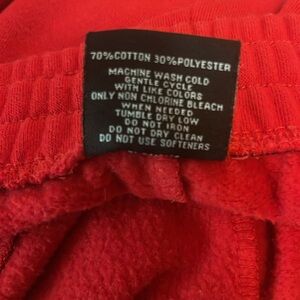 70%COTTON 30%POLYESTER
MACHINE WASH COLD
GENTLE CYCLE
WITH LIKE COLORS
ONLY NON CHLORINE BLEACH
WHEN NEEDED
TUMBLE DRY LOW
DO NOT IRON
DO NOT DRY CLEAN
DO NOT USE SOFTENERS